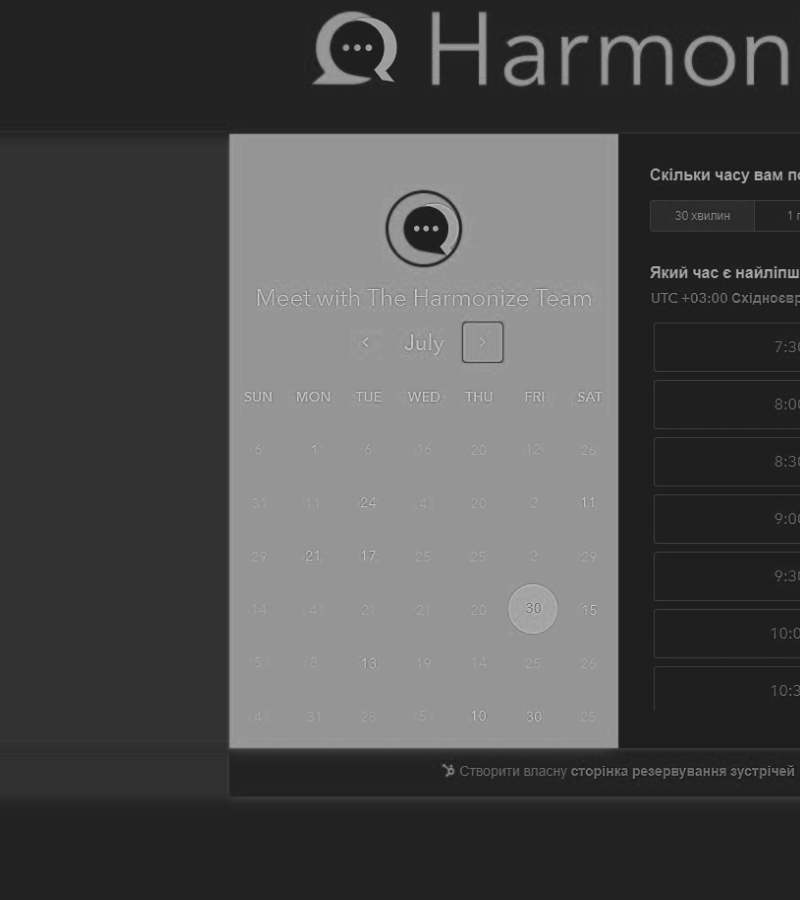 Harmon
Meet with The Harmonize Team
July
SUN MON TUE WED THU FRI SAT
6 1 6 16 20 12 26
31 11 24 4 20 2 11
29 21 17 25 25 2 29
14 4 21 21 20 30 15
5 8 13 19 14 25 26
4 31 26 5 10 30 25
Скільки часу вам
30 хвилин 1
Який час є найліпш
UTC +03:00 Східноєвр
7:30
8:00
8:30
9:00
9:30
10:0
10:3
Створити власну сторінка резервування зустрічей